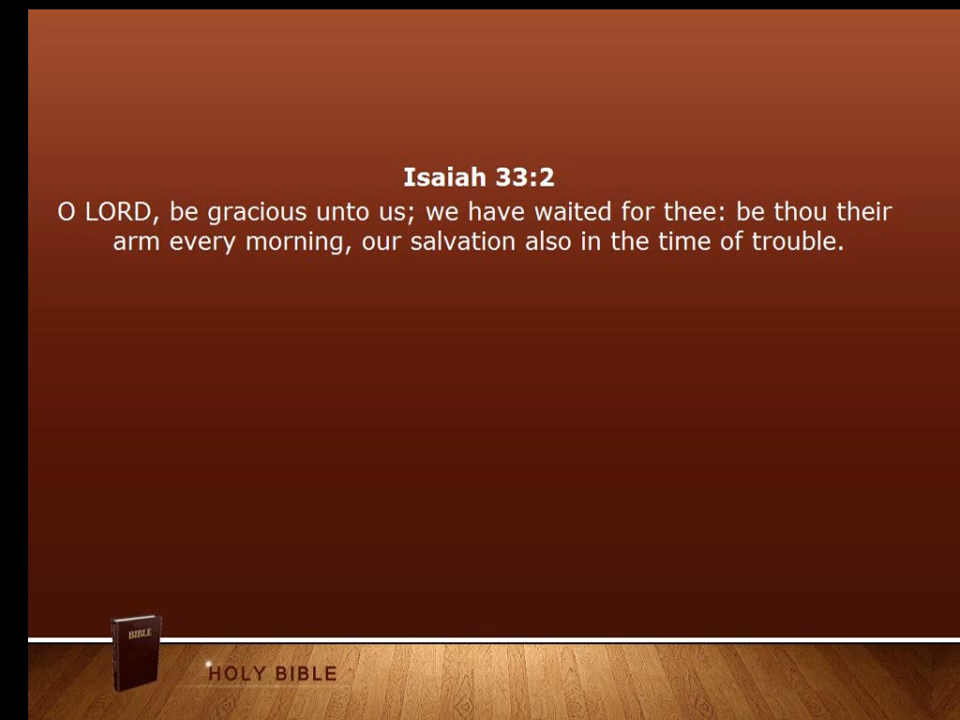 Isaiah 33:2
O LORD, be gracious unto us; we have waited for thee: be thou their
arm every morning, our salvation also in the time of trouble.
BIBLE
HOLY BIBLE